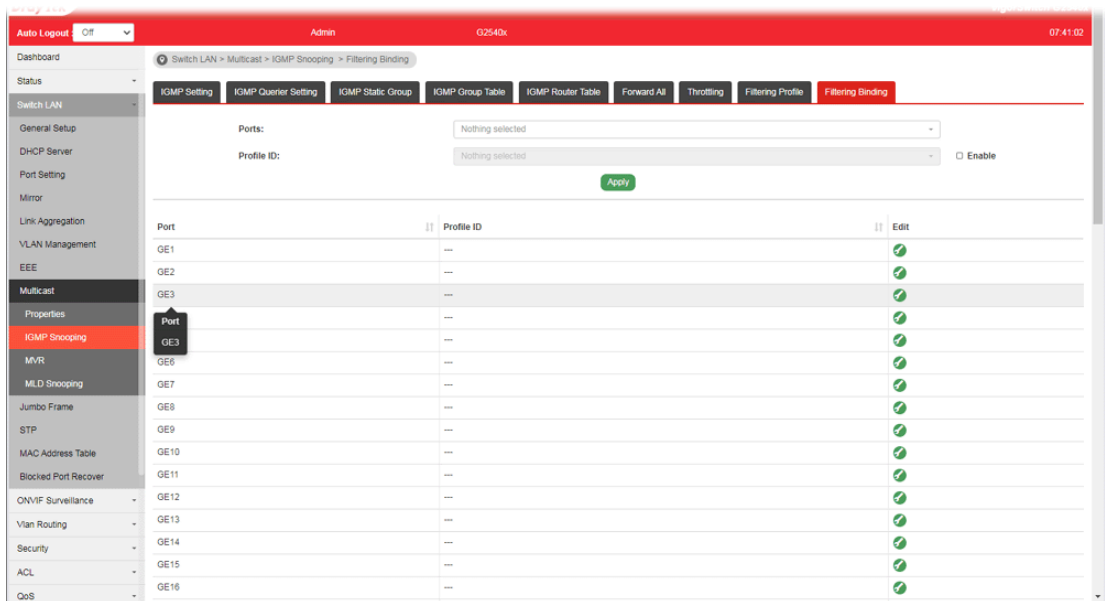 Auto Logout : Off
Admin
G2540x
07:41:02
Dashboard
Status
Switch LAN
General Setup
DHCP Server
Port Setting
Mirror
Link Aggregation
VLAN Management
EEE
Multicast
Properties
IGMP Snooping
MVR
MLD Snooping
Jumbo Frame
STP
MAC Address Table
Blocked Port Recover
ONVIF Surveillance
Vlan Routing
Security
ACL
QoS
Switch LAN > Multicast > IGMP Snooping > Filtering Binding
IGMP Setting IGMP Querier Setting IGMP Static Group IGMP Group Table IGMP Router Table Forward All Throttling Filtering Profile Filtering Binding
Ports: Nothing selected
Profile ID: Nothing selected Enable
Apply
Port Profile ID Edit
GE1 ---
GE2 ---
GE3 ---
Port ---
GE3 ---
GE6 ---
GE7 ---
GE8 ---
GE9 ---
GE10 ---
GE11 ---
GE12 ---
GE13 ---
GE14 ---
GE15 ---
GE16 ---